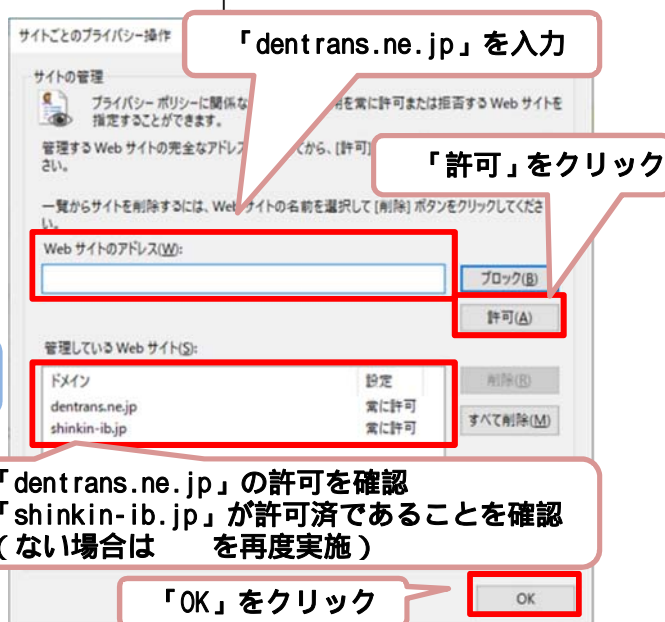 サイトごとのプライバシー操作
「dentrans.ne.jp」を入力
サイトの管理
プライバシー ポリシーに関係な 用を常に許可または拒否する Web サイトを
指定することができます。
管理する Web サイトの完全なアドレス てから、[許可]
さい。
「許可」をクリック
一覧からサイトを削除するには、Web サイトの名前を選択して [削除] ボタンをクリックしてくださ
い。
Web サイトのアドレス(W):
ブロック(B)
許可(A)
管理している Web サイト(S):
ドメイン 設定
削除(R)
dentrans.ne.jp 常に許可
shinkin-ib.jp 常に許可
すべて削除(M)
「dentrans.ne.jp」の許可を確認
「shinkin-ib.jp」が許可済であることを確認
(ない場合は を再度実施)
「OK」をクリック
OK